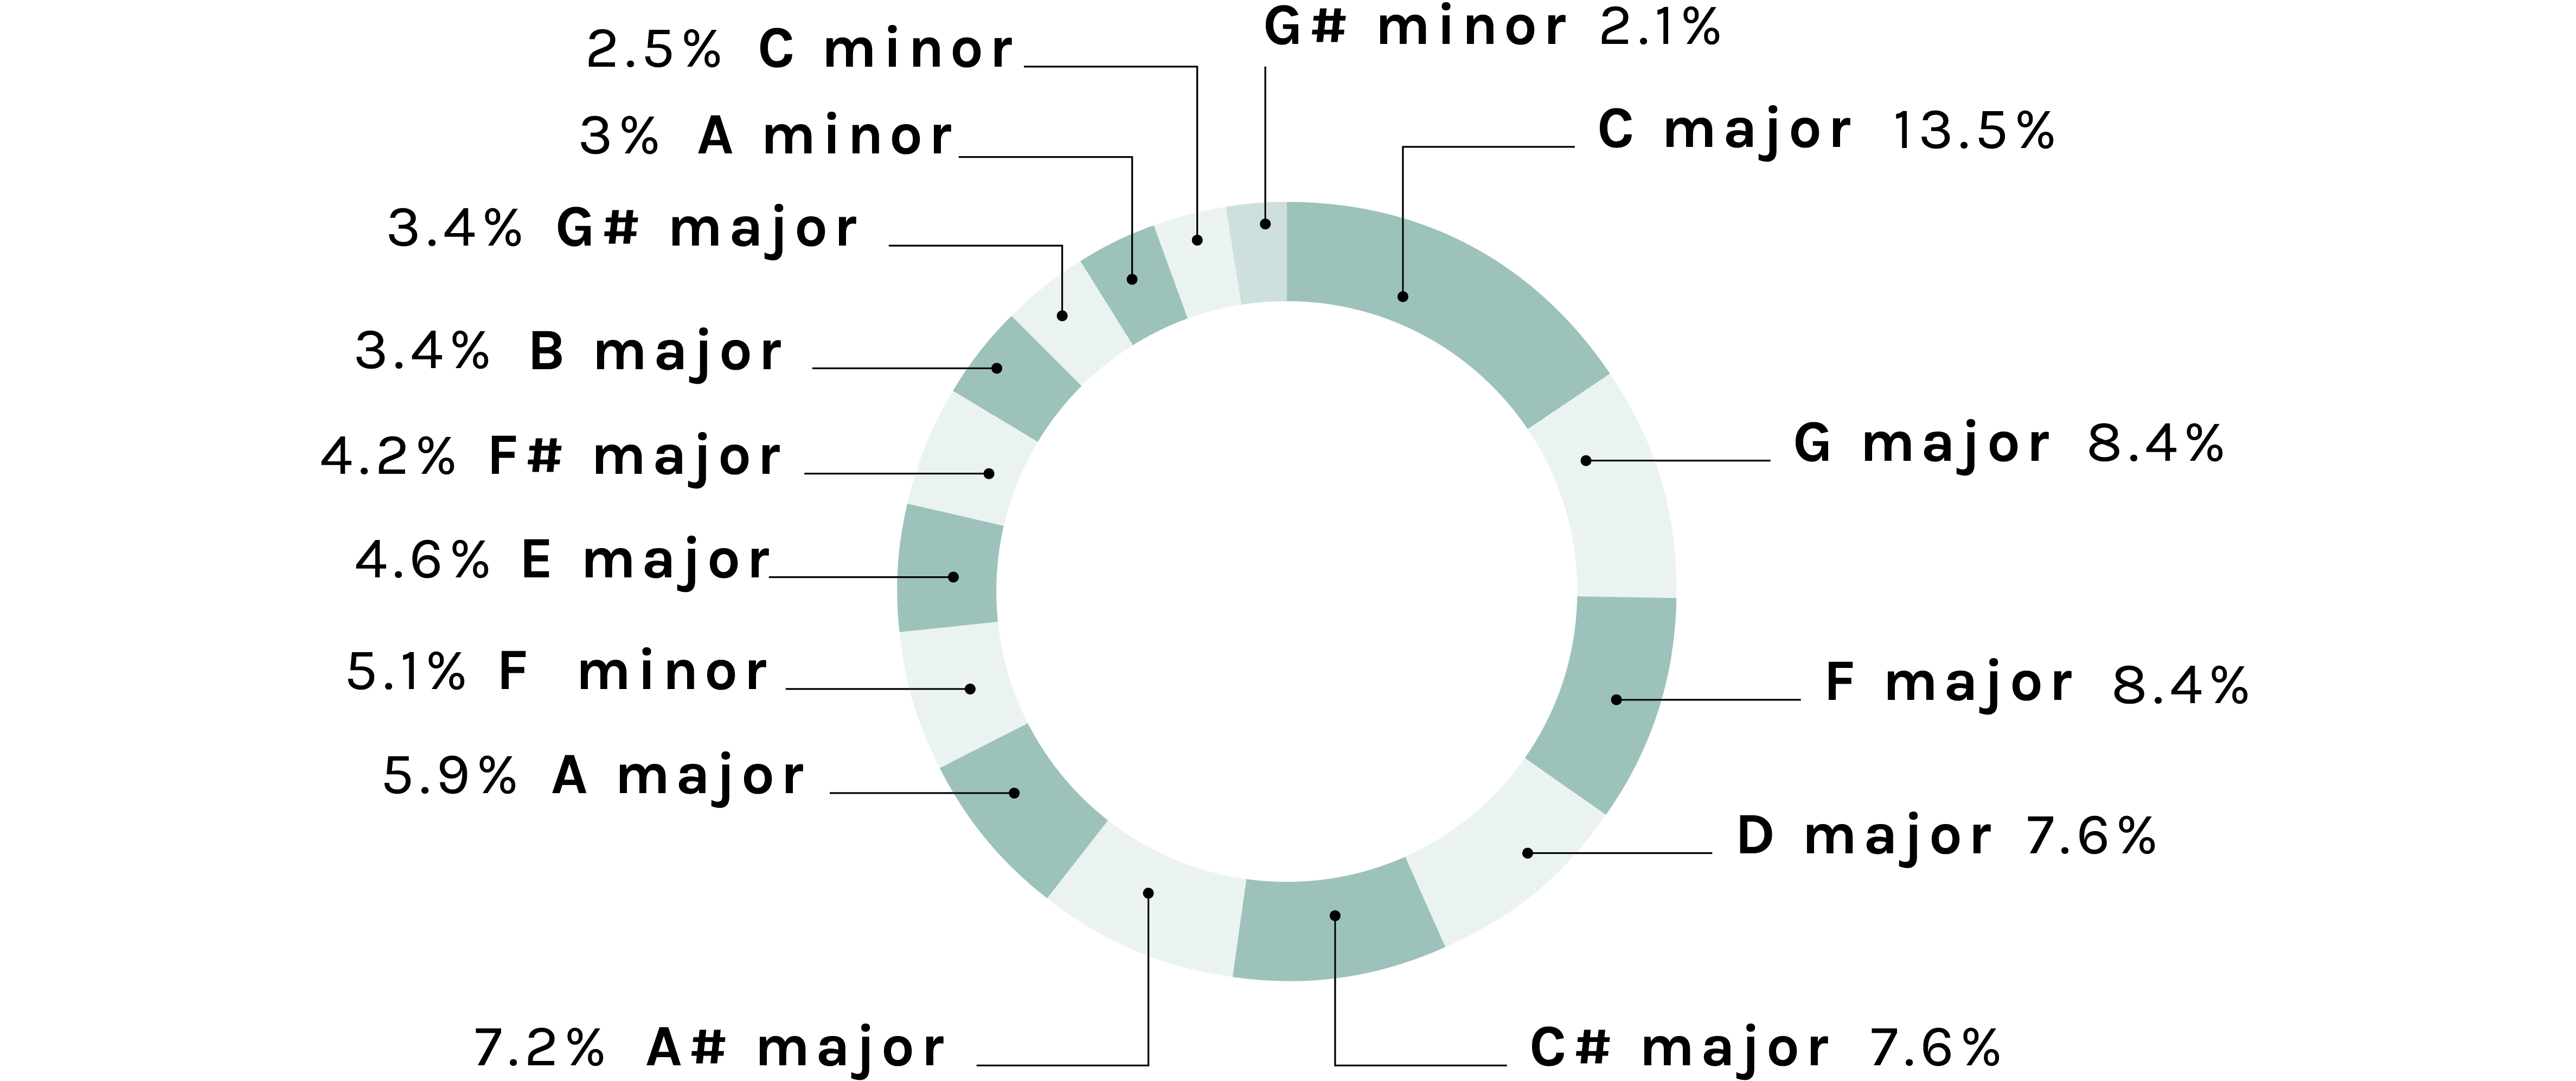 G# minor 2.1%
2.5% C minor
C major 13.5%
3% A minor
3.4% G# major
3.4% B major
G major 8.4%
4.2% F# major
4.6% E major
5.1% F minor
F major 8.4%
5.9% A major
D major 7.6%
7.2% A# major
C# major 7.6%